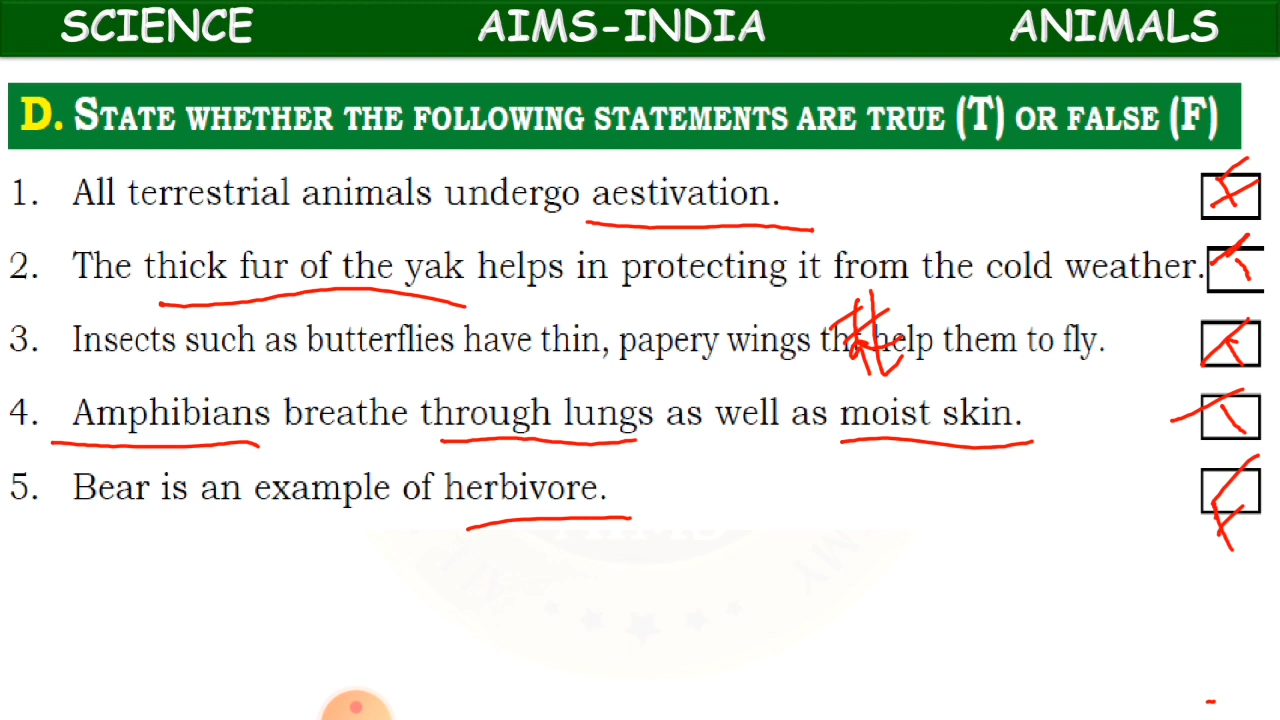 SCIENCE AIMS-INDIA ANIMALS
D. STATE WHETHER THE FOLLOWING STATEMENTS ARE TRUE (T) OR FALSE (F)
1. All terrestrial animals undergo aestivation. F
2. The thick fur of the yak helps in protecting it from the cold weather. T
3. Insects such as butterflies have thin, papery wings help them to fly. T
4. Amphibians breathe through lungs as well as moist skin. T
5. Bear is an example of herbivore. F